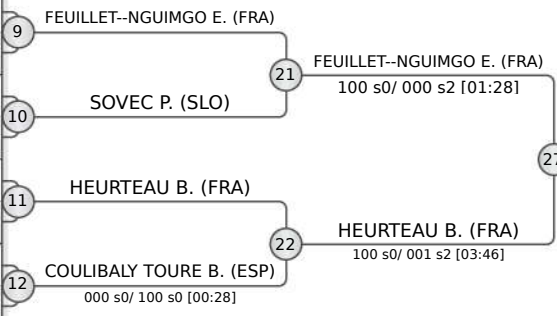 9
FEUILLET--NGUIMGO E. (FRA)
21
FEUILLET--NGUIMGO E. (FRA)
100 s0/ 000 s2 [01:28]
10
SOVEC P. (SLO)
27
11
HEURTEAU B. (FRA)
22
HEURTEAU B. (FRA)
100 s0/ 001 s2 [03:46]
12
COULIBALY TOURE B. (ESP)
000 s0/ 100 s0 [00:28]